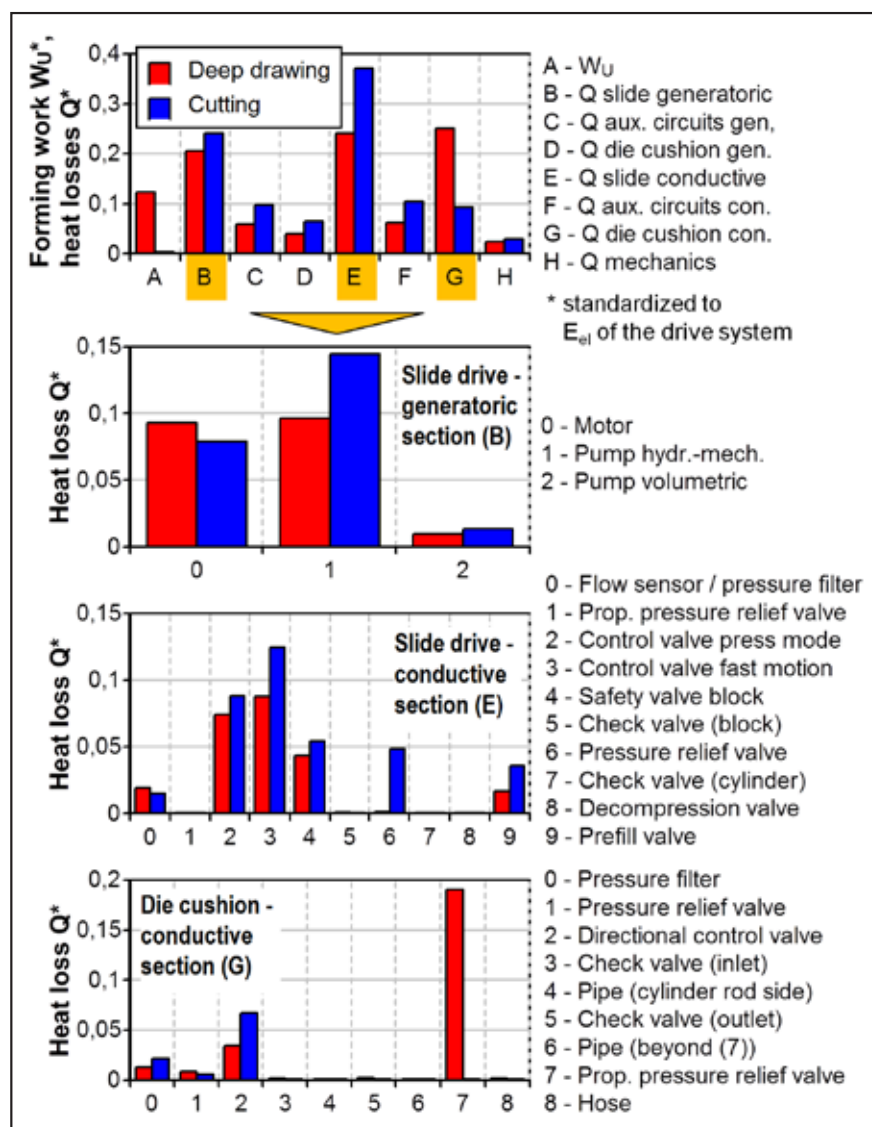 Forming work WU*,
heat losses Q*
0,4
0,3
0,2
0,1
0
Deep drawing
Cutting
A B C D E F G H
A - WU
B - Q slide generatoric
C - Q aux. circuits gen,
D - Q die cushion gen.
E - Q slide conductive
F - Q aux. circuits con.
G - Q die cushion con.
H - Q mechanics
* standardized to
Eel of the drive system
Heat loss Q*
0,15
0,1
0,05
0
Slide drive -
generatoric
section (B)
0 1 2
0 - Motor
1 - Pump hydr.-mech.
2 - Pump volumetric
Heat loss Q*
0,15
0,1
0,05
0
Slide drive -
conductive
section (E)
0 1 2 3 4 5 6 7 8 9
0 - Flow sensor / pressure filter
1 - Prop. pressure relief valve
2 - Control valve press mode
3 - Control valve fast motion
4 - Safety valve block
5 - Check valve (block)
6 - Pressure relief valve
7 - Check valve (cylinder)
8 - Decompression valve
9 - Prefill valve
Heat loss Q*
0,2
0,15
0,1
0,05
0
Die cushion -
conductive
section (G)
0 1 2 3 4 5 6 7 8
0 - Pressure filter
1 - Pressure relief valve
2 - Directional control valve
3 - Check valve (inlet)
4 - Pipe (cylinder rod side)
5 - Check valve (outlet)
6 - Pipe (beyond (7))
7 - Prop. pressure relief valve
8 - Hose